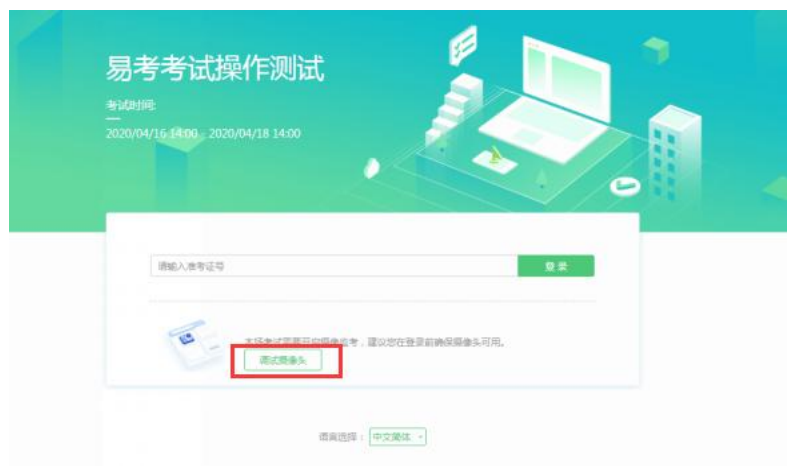 易考考试操作测试
考试时间:
2020/04/16 14:00 - 2020/04/18 14:00
请输入准考证号
登录
本场考试需要开启摄像监考，建议您在登录前确保摄像头可用。
调试摄像头
语言选择： 中文简体